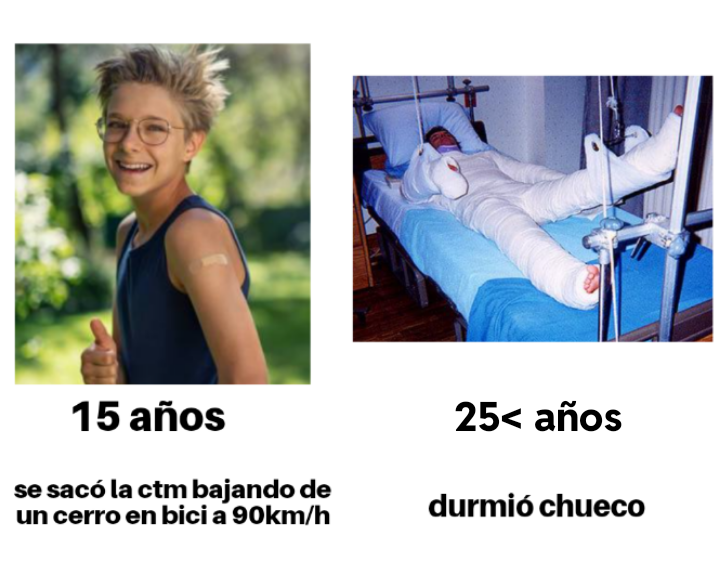 15 años
se sacó la ctm bajando de
un cerro en bici a 90km/h
25< años
durmió chueco